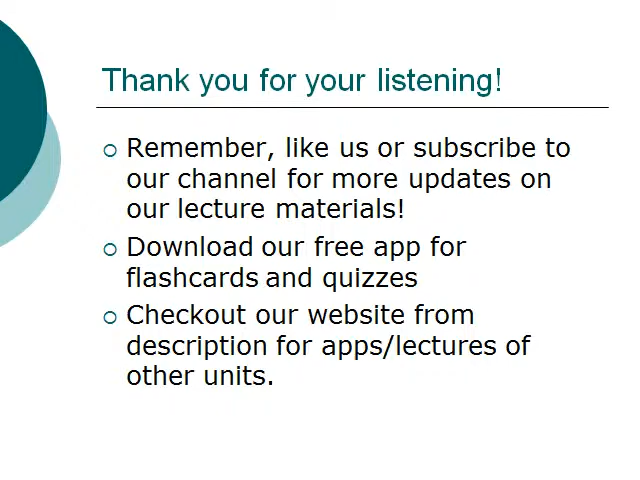 Thank you for your listening!
Remember, like us or subscribe to
our channel for more updates on
our lecture materials!
Download our free app for
flashcards and quizzes
Checkout our website from
description for apps/lectures of
other units.